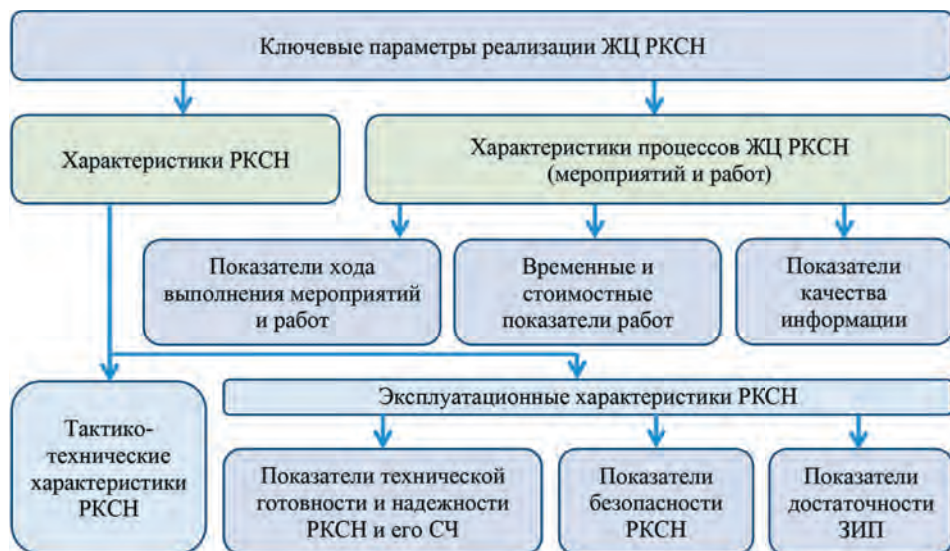 Ключевые параметры реализации ЖЦ РКСН
Характеристики РКСН
Характеристики процессов ЖЦ РКСН
(мероприятий и работ)
Показатели хода
выполнения мероприятий
и работ
Временные и
стоимостные
показатели работ
Показатели
качества
информации
Эксплуатационные характеристики РКСН
Тактико-
технические
характеристики
РКСН
Показатели технической
готовности и надежности
РКСН и его СЧ
Показатели
безопасности
РКСН
Показатели
достаточности
ЗИП